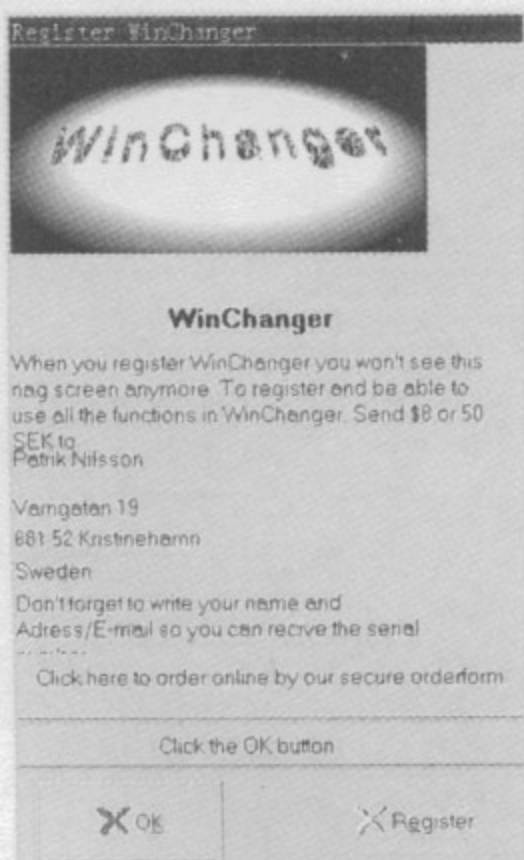 Register WinChanger
WinChanger
WinChanger
When you register WinChanger you won't see this
nag screen anymore. To register and be able to
use all the functions in WinChanger. Send $8 or 50
SEK to
Patrik Nilsson
19
681 52 Kristinehamn
Sweden
Don't forget to write your name and
Adress/E-mail so you can recive the serial
Click here to order online by our secure orderform
Click the OK button
OK Register